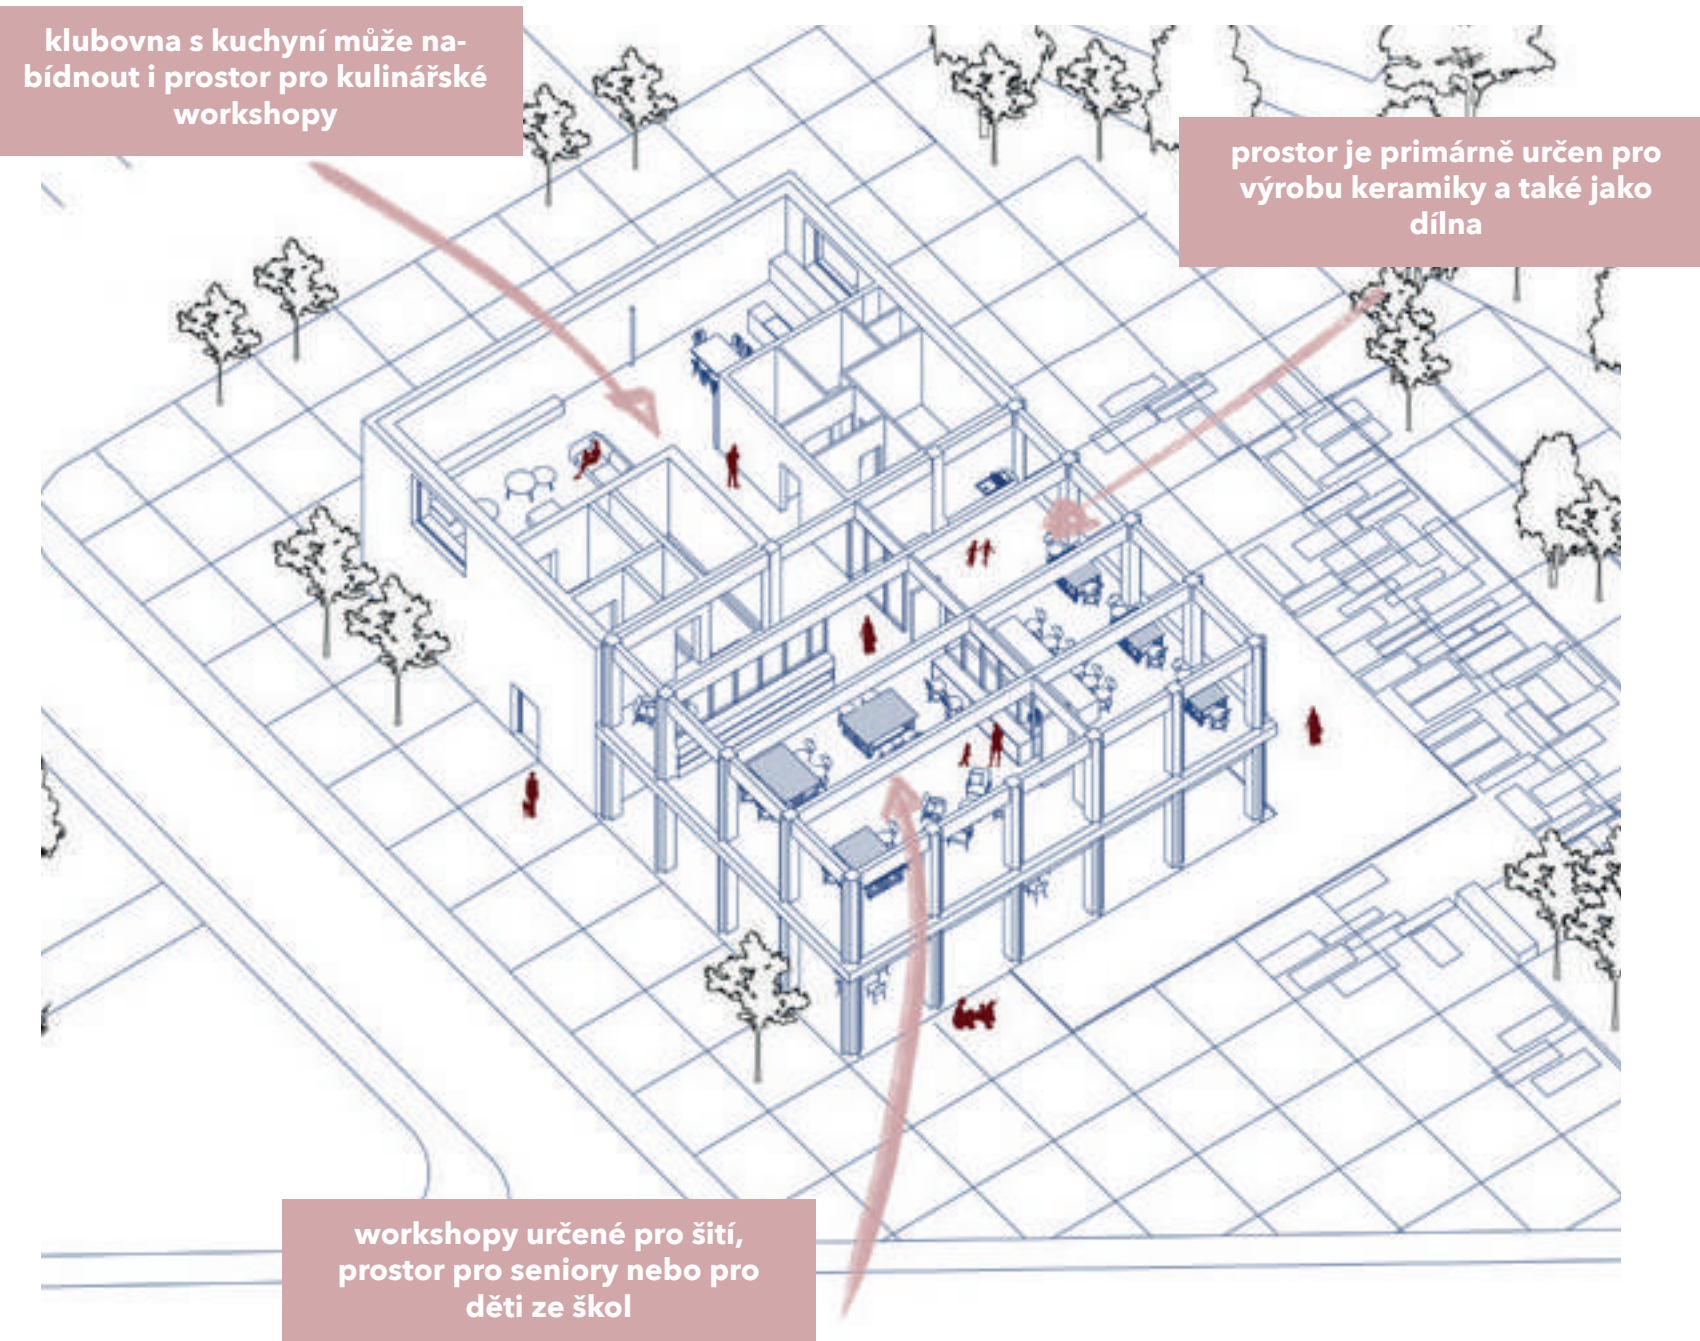 klubovna s kuchyní může na-
bídnout i prostor pro kulinářské
workshopy
prostor je primárně určen pro
výrobu keramiky a také jako
dílna
workshopy určené pro šití,
prostor pro seniory nebo pro
děti ze škol